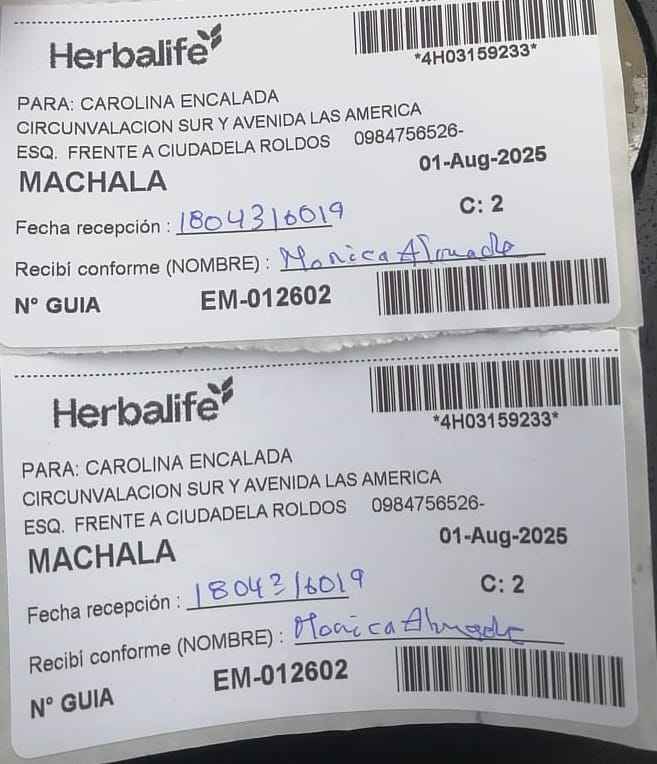 Herbalife
*4H03159233*
PARA: CAROLINA ENCALADA
CIRCUNVALACION SUR Y AVENIDA LAS AMERICA
ESQ. FRENTE A CIUDADELA ROLDOS 0984756526-
01-Aug-2025
MACHALA
C: 2
Fecha recepción : 1804316019
Recibí conforme (NOMBRE) : Monica
N° GUIA EM-012602
Herbalife
*4H03159233*
PARA: CAROLINA ENCALADA
CIRCUNVALACION SUR Y AVENIDA LAS AMERICA
ESQ. FRENTE A CIUDADELA ROLDOS 0984756526-
01-Aug-2025
MACHALA
C: 2
Fecha recepción : 1804316019
Recibí conforme (NOMBRE) : Monica
N° GUIA EM-012602